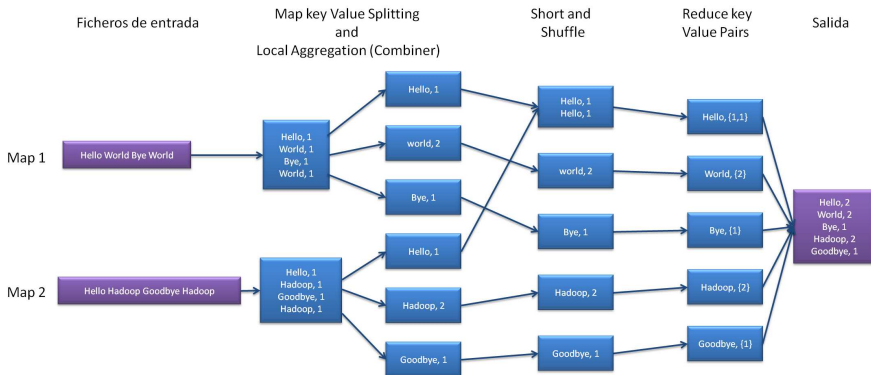 Ficheros de entrada
Map key Value Splitting
and
Local Aggregation (Combiner)
Short and
Shuffle
Reduce key
Value Pairs
Salida
Map 1
Hello World Bye World
Hello, 1
World, 1
Bye, 1
World, 1
Hello, 1
world, 2
Bye, 1
Hello, 1
Hello, 1
world, 2
Bye, 1
Hello, {1,1}
World, {2}
Bye, {1}
Map 2
Hello Hadoop Goodbye Hadoop
Hello, 1
Hadoop, 1
Goodbye, 1
Hadoop, 1
Hello, 1
Hadoop, 2
Goodbye, 1
Hadoop, 2
Goodbye, 1
Hadoop, {2}
Goodbye, {1}
Hello, 2
World, 2
Bye, 1
Hadoop, 2
Goodbye, 1